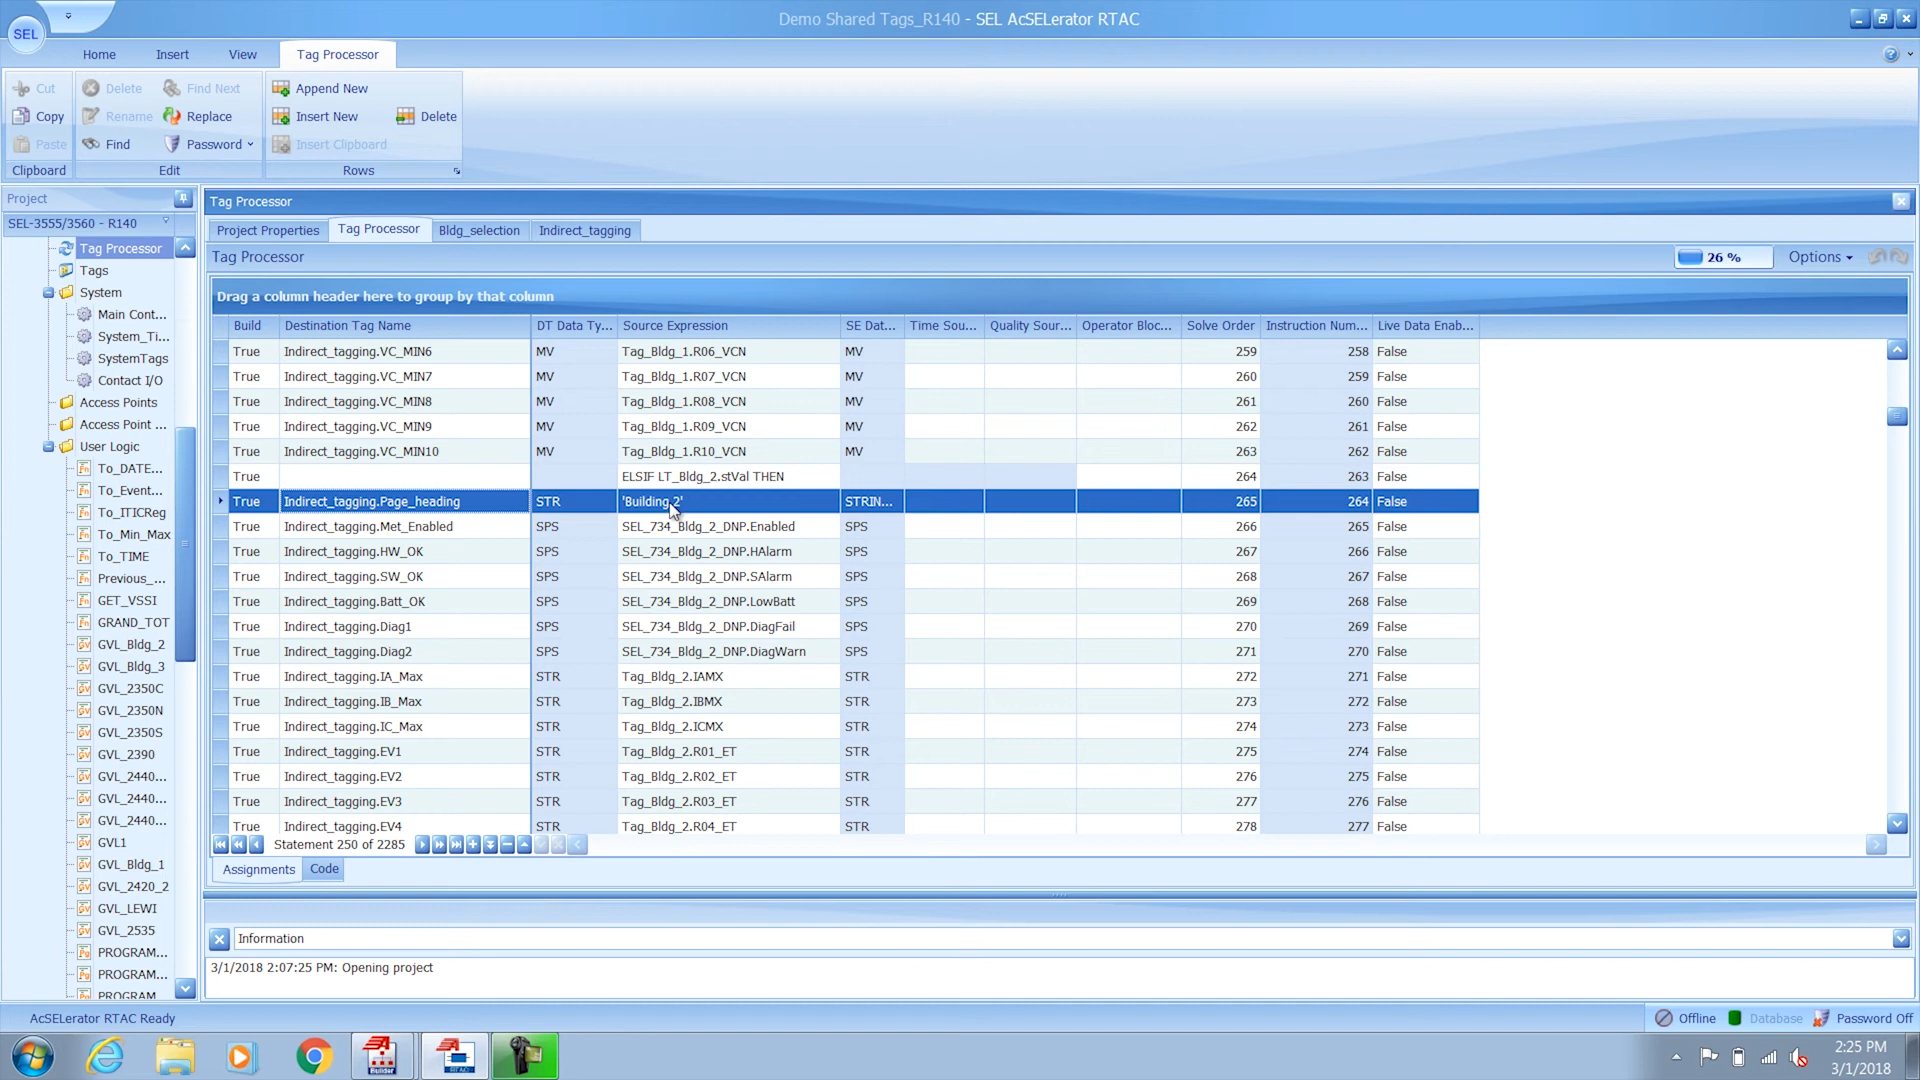 Demo Shared Tags_R140 - SEL AcSELerator RTAC
SEL
Home Insert View Tag Processor
Cut Delete Find Next Append New
Copy Rename Replace Insert New Delete
Paste Find Password Insert Clipboard
Clipboard Edit Rows
Project
SEL-3555/3560 - R140
Tag Processor
Tags
System
Main Cont...
System_Ti...
SystemTags
Contact I/O
Access Points
Access Point ...
User Logic
To_DATE...
To_Event...
To_ITICReg
To_Min_Max
To_TIME
Previous_...
GET_VSSI
GRAND_TOT
GVL_Bldg_2
GVL_Bldg_3
GVL_2350C
GVL_2350N
GVL_2350S
GVL_2390
GVL_2440...
GVL_2440...
GVL_2440...
GVL1
GVL_Bldg_1
GVL_2420_2
GVL_LEWI
GVL_2535
PROGRAM...
PROGRAM...
PROGRAM
Tag Processor
Project Properties Tag Processor Bldg_selection Indirect_tagging
Tag Processor 26 % Options
Drag a column header here to group by that column
Build Destination Tag Name DT Data Ty... Source Expression SE Dat... Time Sou... Quality Sour... Operator Bloc... Solve Order Instruction Num... Live Data Enab...
True Indirect_tagging.VC_MIN6 MV Tag_Bldg_1.R06_VCN MV 259 258 False
True Indirect_tagging.VC_MIN7 MV Tag_Bldg_1.R07_VCN MV 260 259 False
True Indirect_tagging.VC_MIN8 MV Tag_Bldg_1.R08_VCN MV 261 260 False
True Indirect_tagging.VC_MIN9 MV Tag_Bldg_1.R09_VCN MV 262 261 False
True Indirect_tagging.VC_MIN10 MV Tag_Bldg_1.R10_VCN MV 263 262 False
True ELSIF LT_Bldg_2.stVal THEN 264 263 False
True Indirect_tagging.Page_heading STR 'Building 2' STRIN... 265 264 False
True Indirect_tagging.Met_Enabled SPS SEL_734_Bldg_2_DNP.Enabled SPS 266 265 False
True Indirect_tagging.HW_OK SPS SEL_734_Bldg_2_DNP.HAlarm SPS 267 266 False
True Indirect_tagging.SW_OK SPS SEL_734_Bldg_2_DNP.SAlarm SPS 268 267 False
True Indirect_tagging.Batt_OK SPS SEL_734_Bldg_2_DNP.LowBatt SPS 269 268 False
True Indirect_tagging.Diag1 SPS SEL_734_Bldg_2_DNP.DiagFail SPS 270 269 False
True Indirect_tagging.Diag2 SPS SEL_734_Bldg_2_DNP.DiagWarn SPS 271 270 False
True Indirect_tagging.IA_Max STR Tag_Bldg_2.IAMX STR 272 271 False
True Indirect_tagging.IB_Max STR Tag_Bldg_2.IBMX STR 273 272 False
True Indirect_tagging.IC_Max STR Tag_Bldg_2.ICMX STR 274 273 False
True Indirect_tagging.EV1 STR Tag_Bldg_2.R01_ET STR 275 274 False
True Indirect_tagging.EV2 STR Tag_Bldg_2.R02_ET STR 276 275 False
True Indirect_tagging.EV3 STR Tag_Bldg_2.R03_ET STR 277 276 False
True Indirect_tagging.EV4 STR Tag_Bldg_2.R04_ET STR 278 277 False
Statement 250 of 2285
Assignments Code
Information
3/1/2018 2:07:25 PM: Opening project
AcSELerator RTAC Ready Offline Database Password Off
Builder RTAC
2:25 PM
3/1/2018